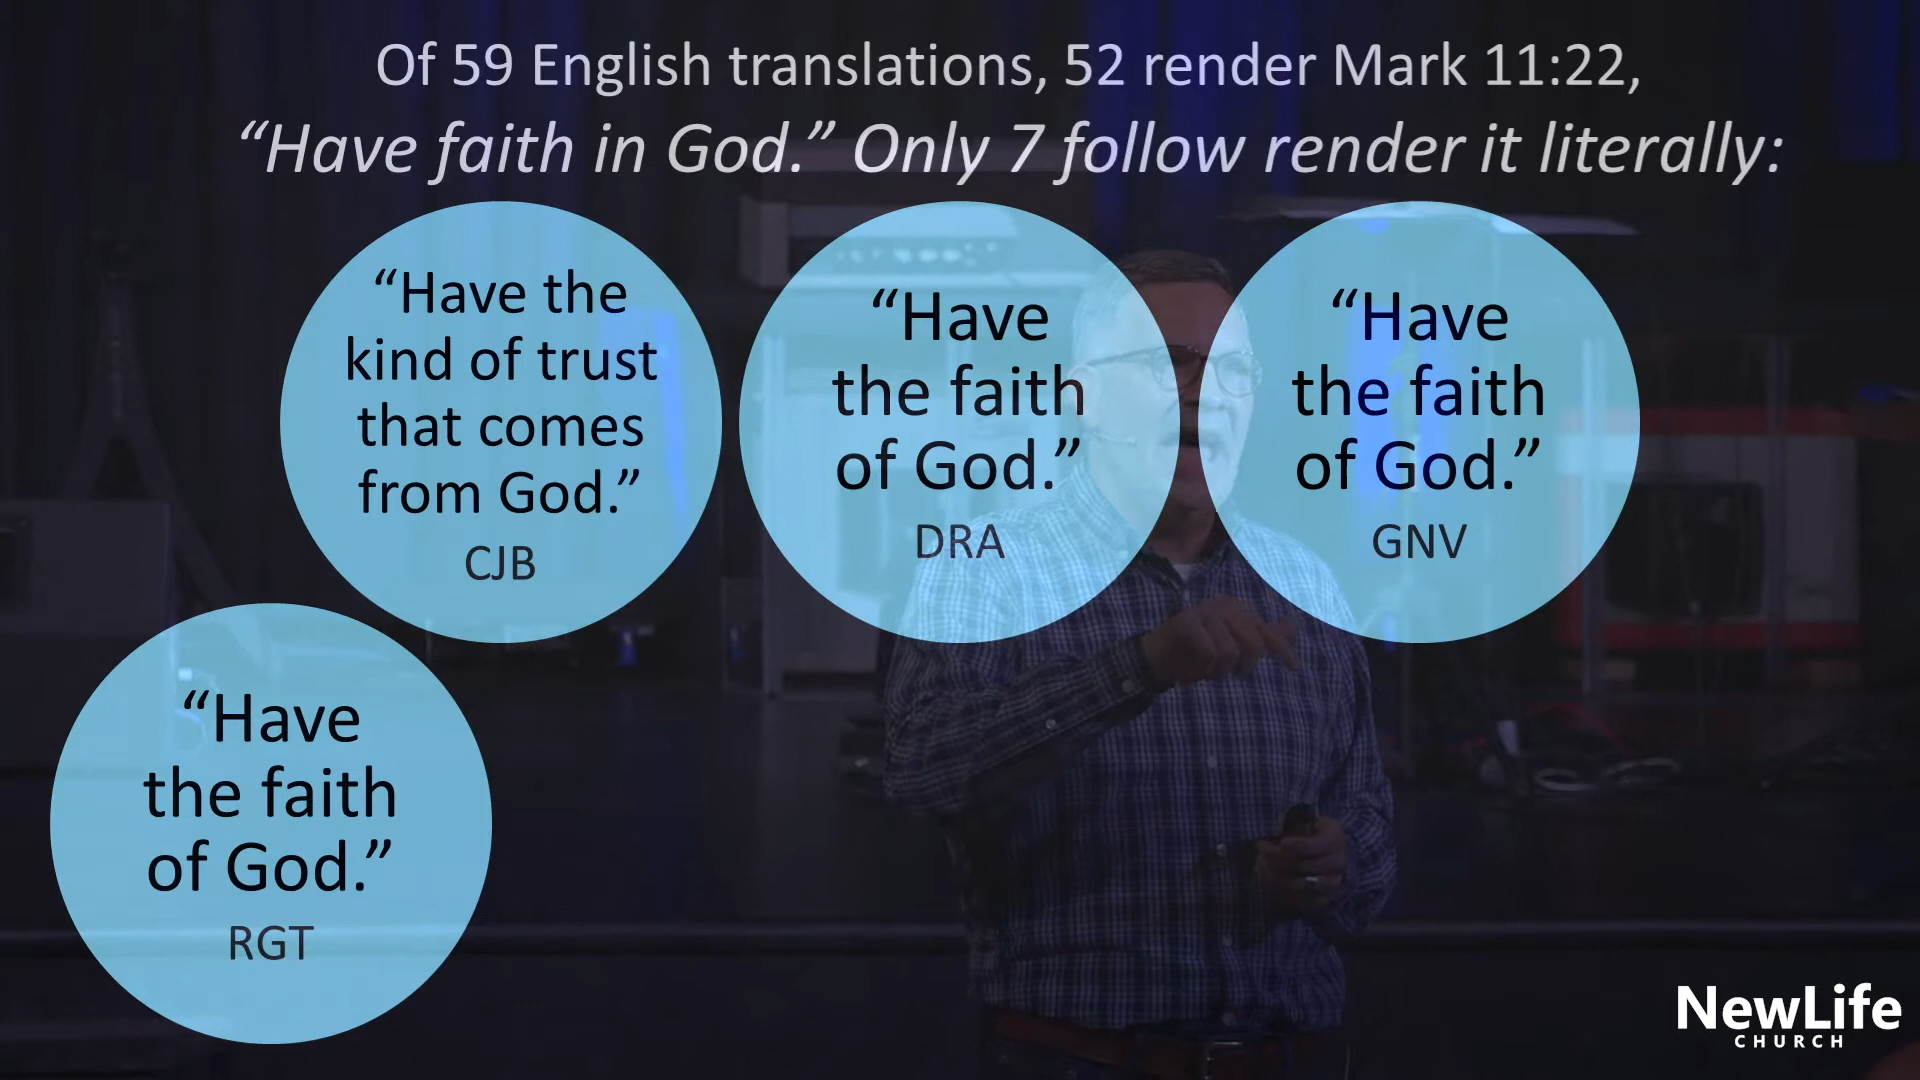 Of 59 English translations, 52 render Mark 11:22,
“Have faith in God.” Only 7 follow render it literally:
“Have the
kind of trust
that comes
from God.”
CJB
“Have
the faith
of God.”
DRA
“Have
the faith
of God.”
GNV
“Have
the faith
of God.”
RGT
NewLife
CHURCH